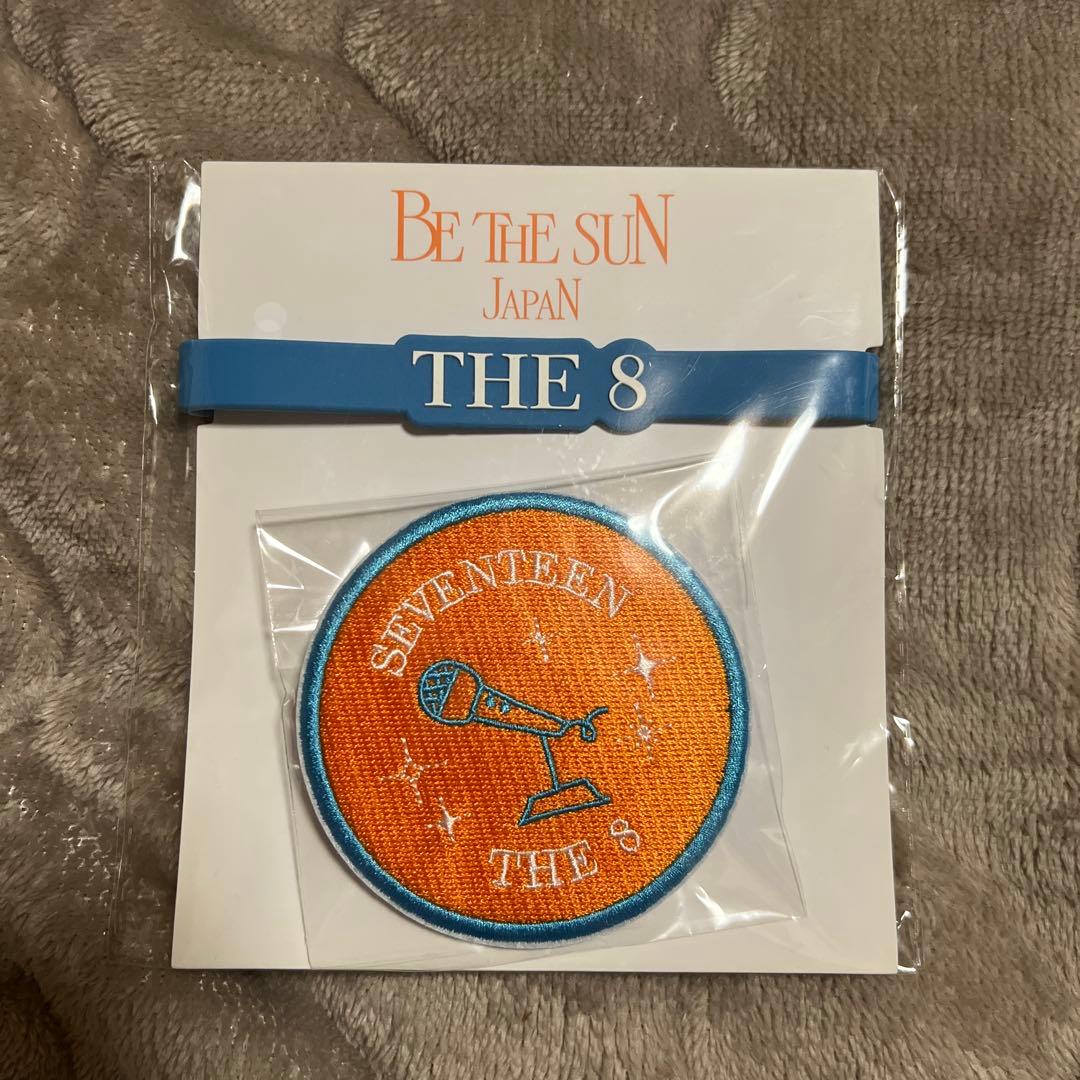 BE THE SUN
JAPAN
THE 8
SEVENTEEN
THE 8